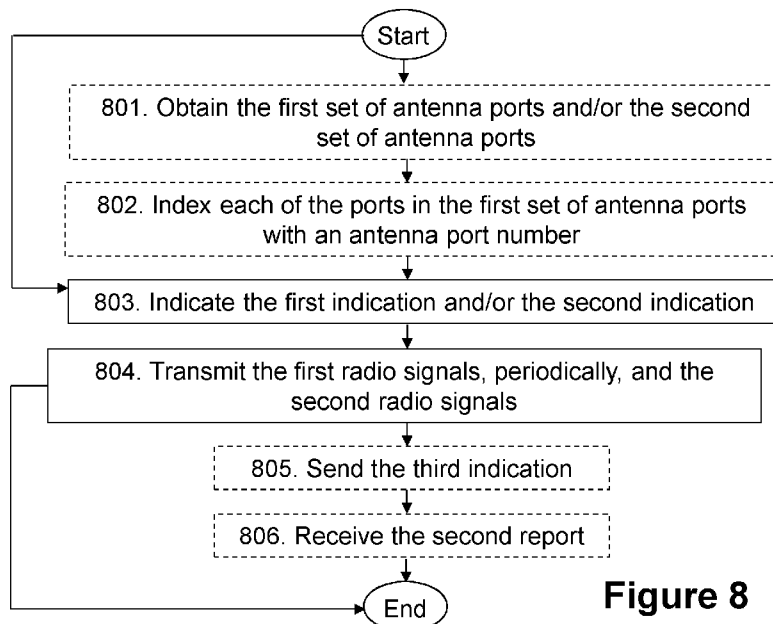 Start
801. Obtain the first set of antenna ports and/or the second
set of antenna ports
802. Index each of the ports in the first set of antenna ports
with an antenna port number
803. Indicate the first indication and/or the second indication
804. Transmit the first radio signals, periodically, and the
second radio signals
805. Send the third indication
806. Receive the second report
End
Figure 8